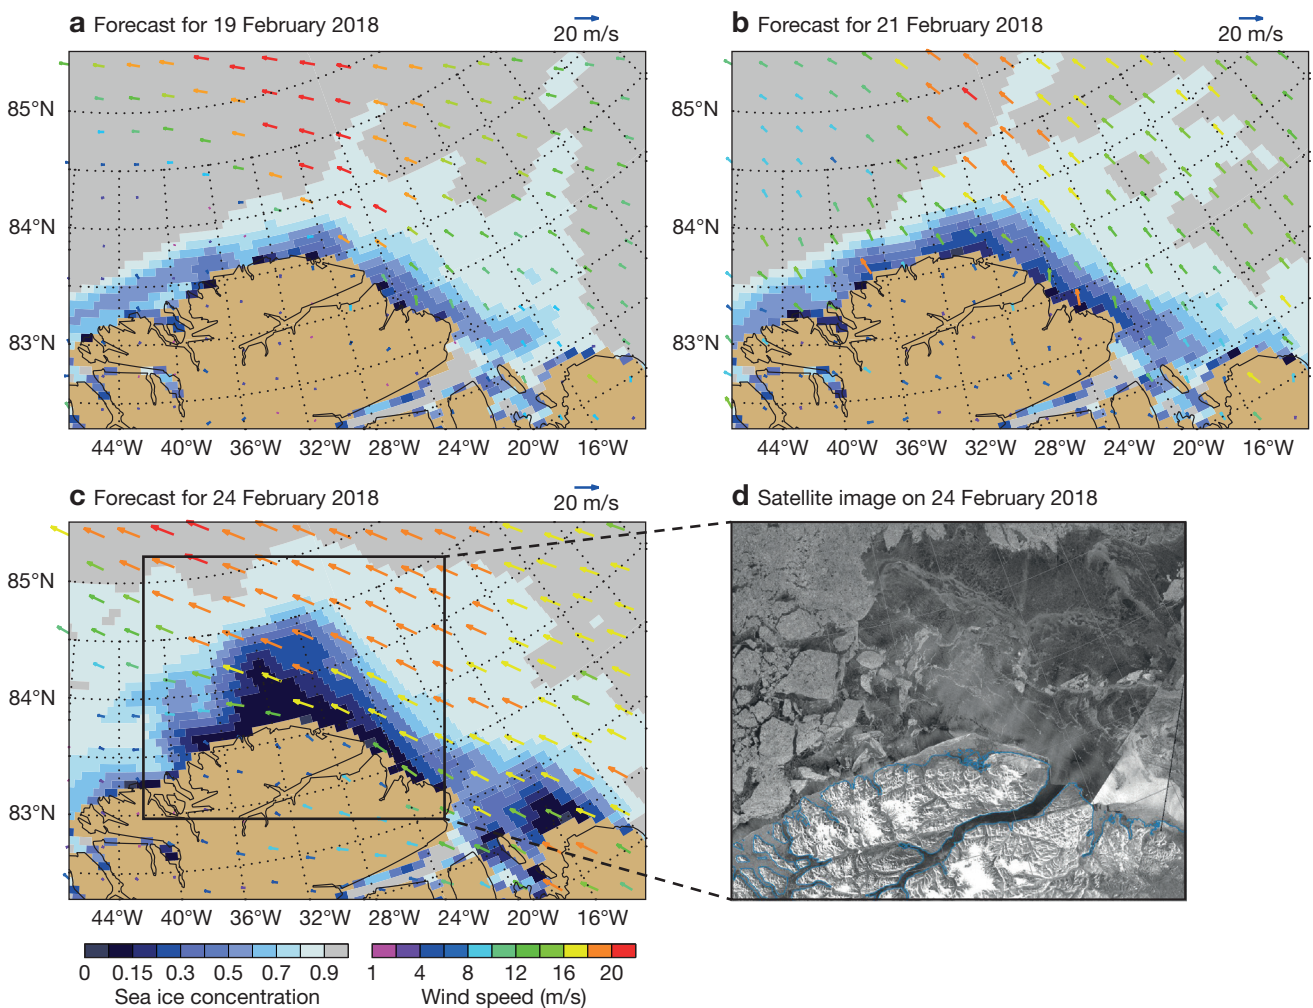 a Forecast for 19 February 2018
20 m/s
85°N
84°N
83°N
44°W 40°W 36°W 32°W 28°W 24°W 20°W 16°W
b Forecast for 21 February 2018
20 m/s
85°N
84°N
83°N
44°W 40°W 36°W 32°W 28°W 24°W 20°W 16°W
c Forecast for 24 February 2018
20 m/s
85°N
84°N
83°N
44°W 40°W 36°W 32°W 28°W 24°W 20°W 16°W
d Satellite image on 24 February 2018
0 0.15 0.3 0.5 0.7 0.9
Sea ice concentration
1 4 8 12 16 20
Wind speed (m/s)